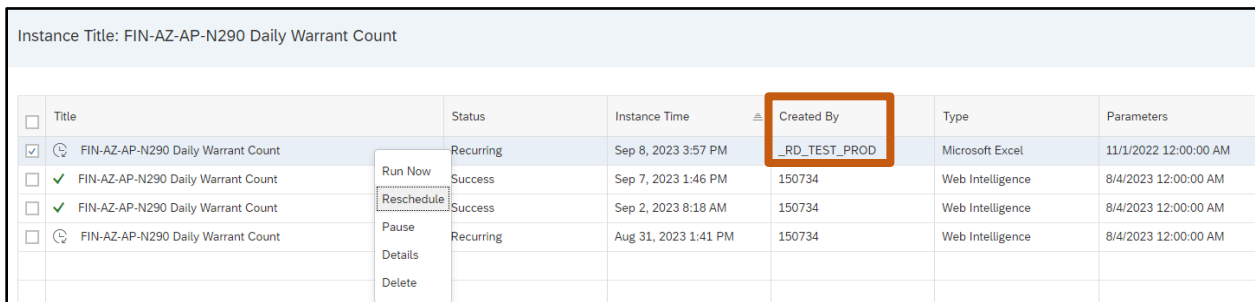 Instance Title: FIN-AZ-AP-N290 Daily Warrant Count
Title Status Instance Time Created By Type Parameters
FIN-AZ-AP-N290 Daily Warrant Count Recurring Sep 8, 2023 3:57 PM _RD_TEST_PROD Microsoft Excel 11/1/2022 12:00:00 AM
Run Now
FIN-AZ-AP-N290 Daily Warrant Count Success Sep 7, 2023 1:46 PM 150734 Web Intelligence 8/4/2023 12:00:00 AM
Reschedule
FIN-AZ-AP-N290 Daily Warrant Count Success Sep 2, 2023 8:18 AM 150734 Web Intelligence 8/4/2023 12:00:00 AM
Pause
FIN-AZ-AP-N290 Daily Warrant Count Recurring Aug 31, 2023 1:41 PM 150734 Web Intelligence 8/4/2023 12:00:00 AM
Details
Delete